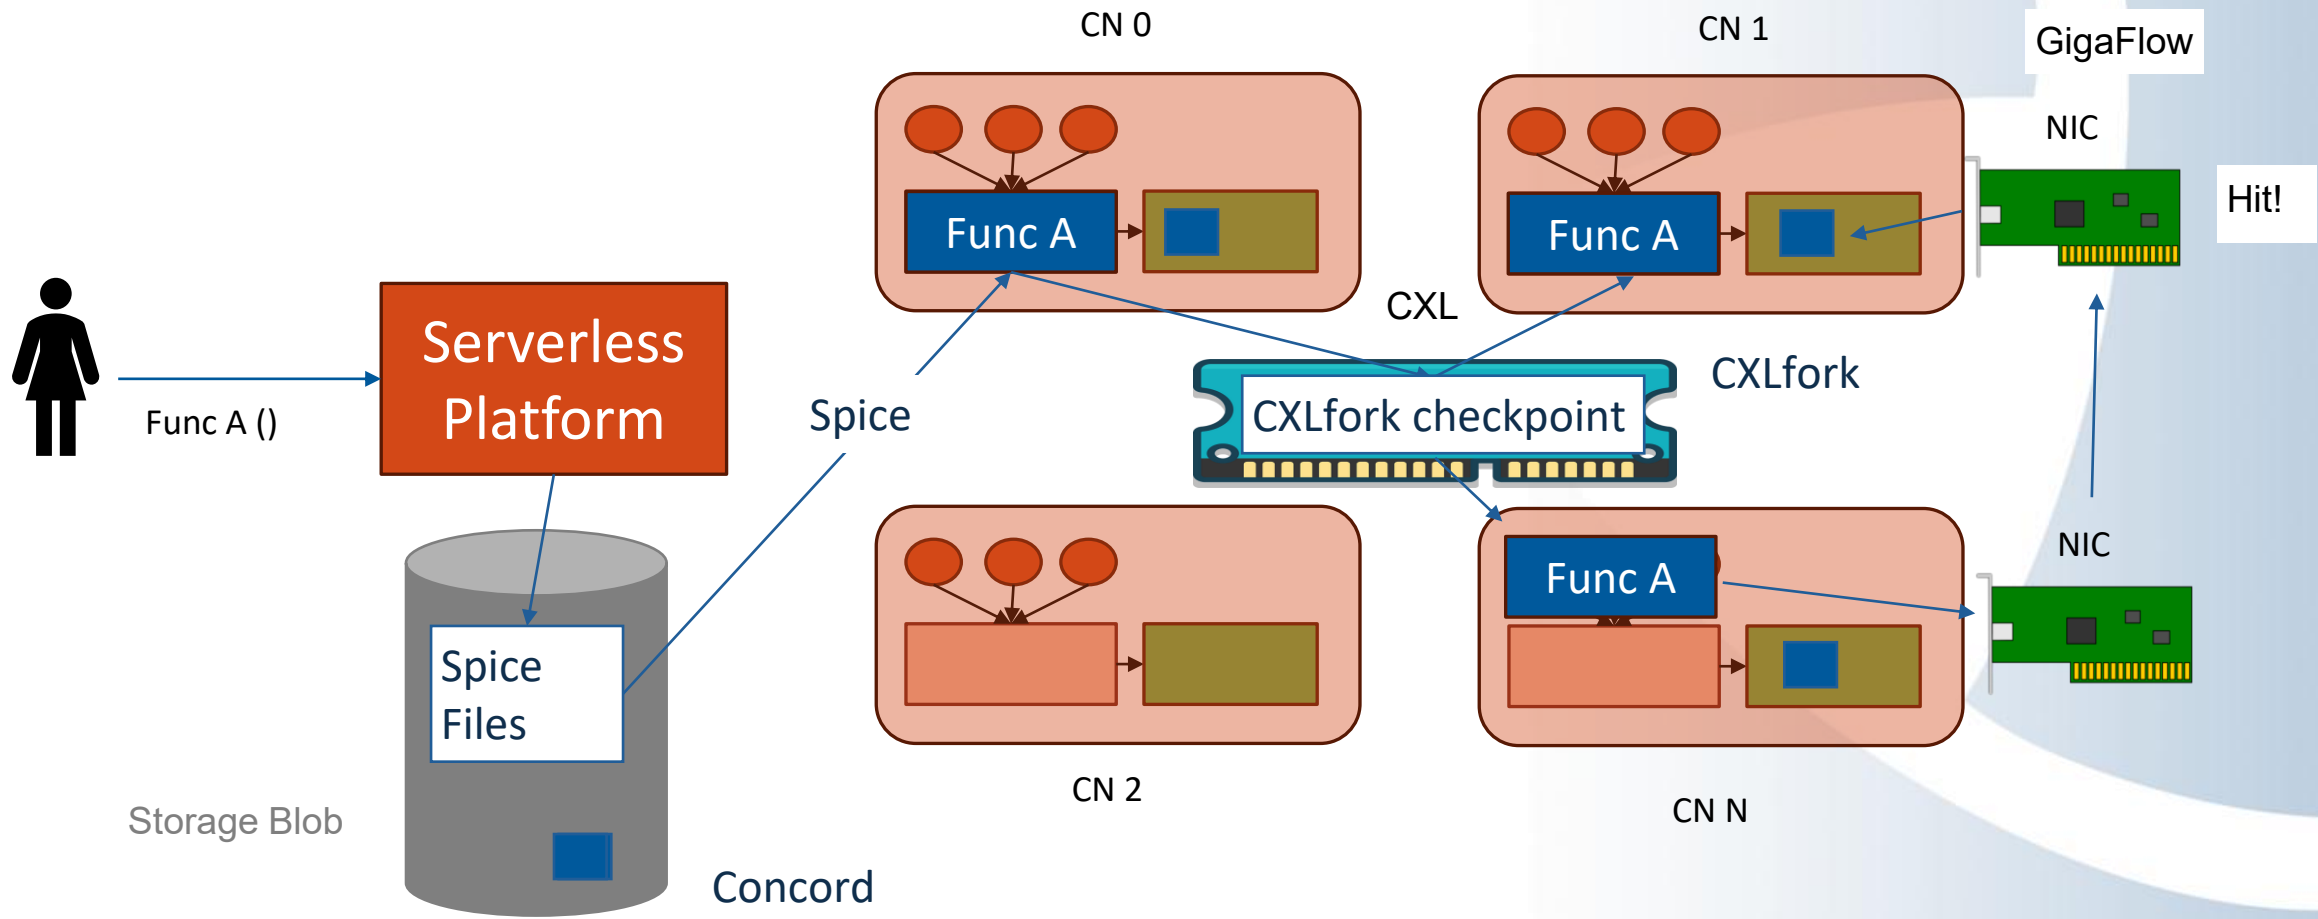 CN 0
CN 1
GigaFlow
NIC
Hit!
Func A
Func A
CXL
Serverless
Platform
Func A ()
Spice
CXLfork
CXLfork checkpoint
NIC
Func A
Spice
Files
CN 2
CN N
Storage Blob
Concord